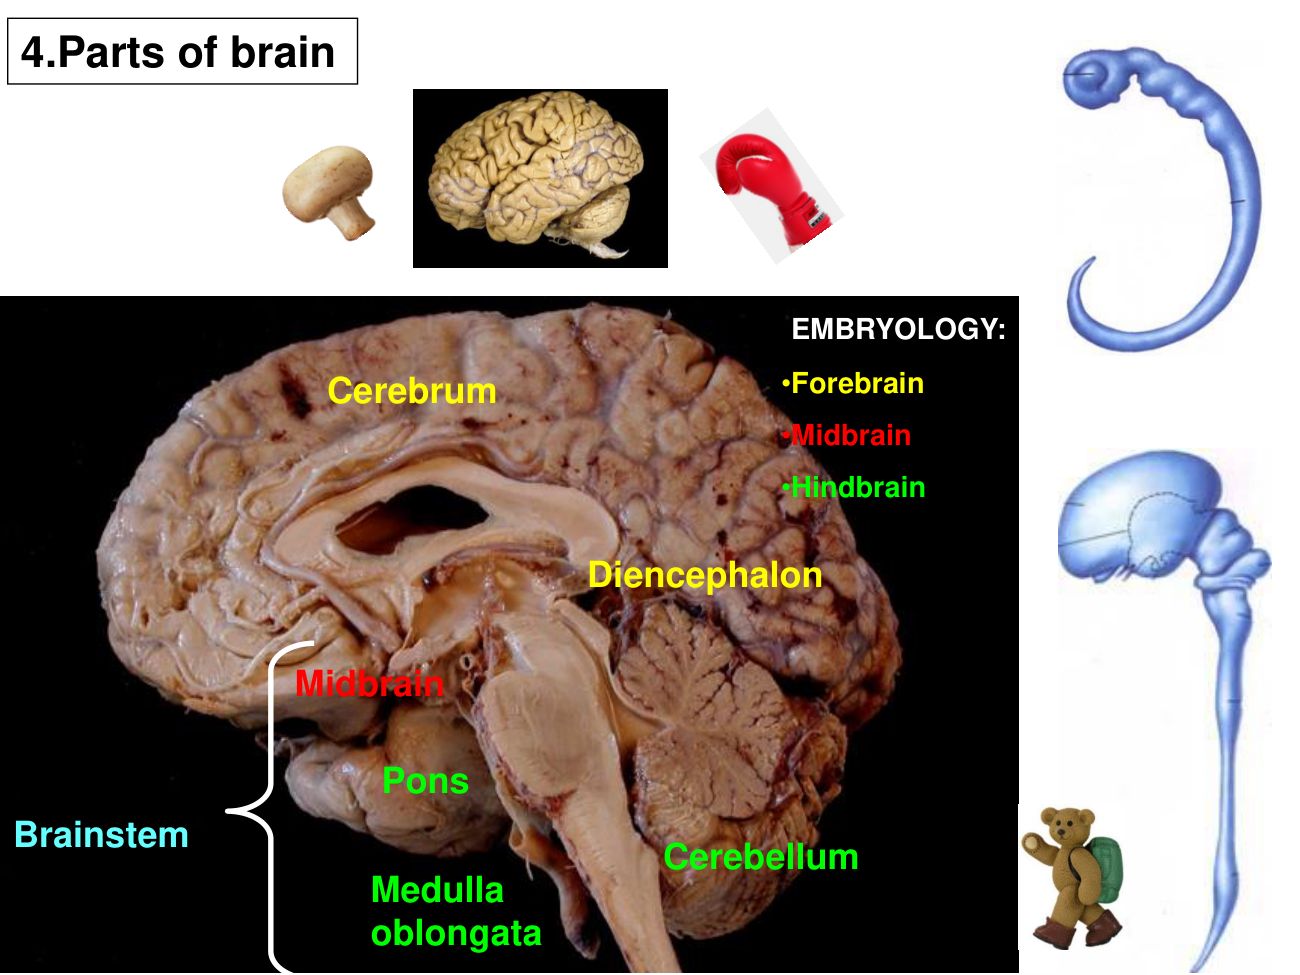 4.Parts of brain
EMBRYOLOGY:
•Forebrain
•Midbrain
•Hindbrain
Cerebrum
Diencephalon
Midbrain
Pons
Brainstem
Cerebellum
Medulla
oblongata